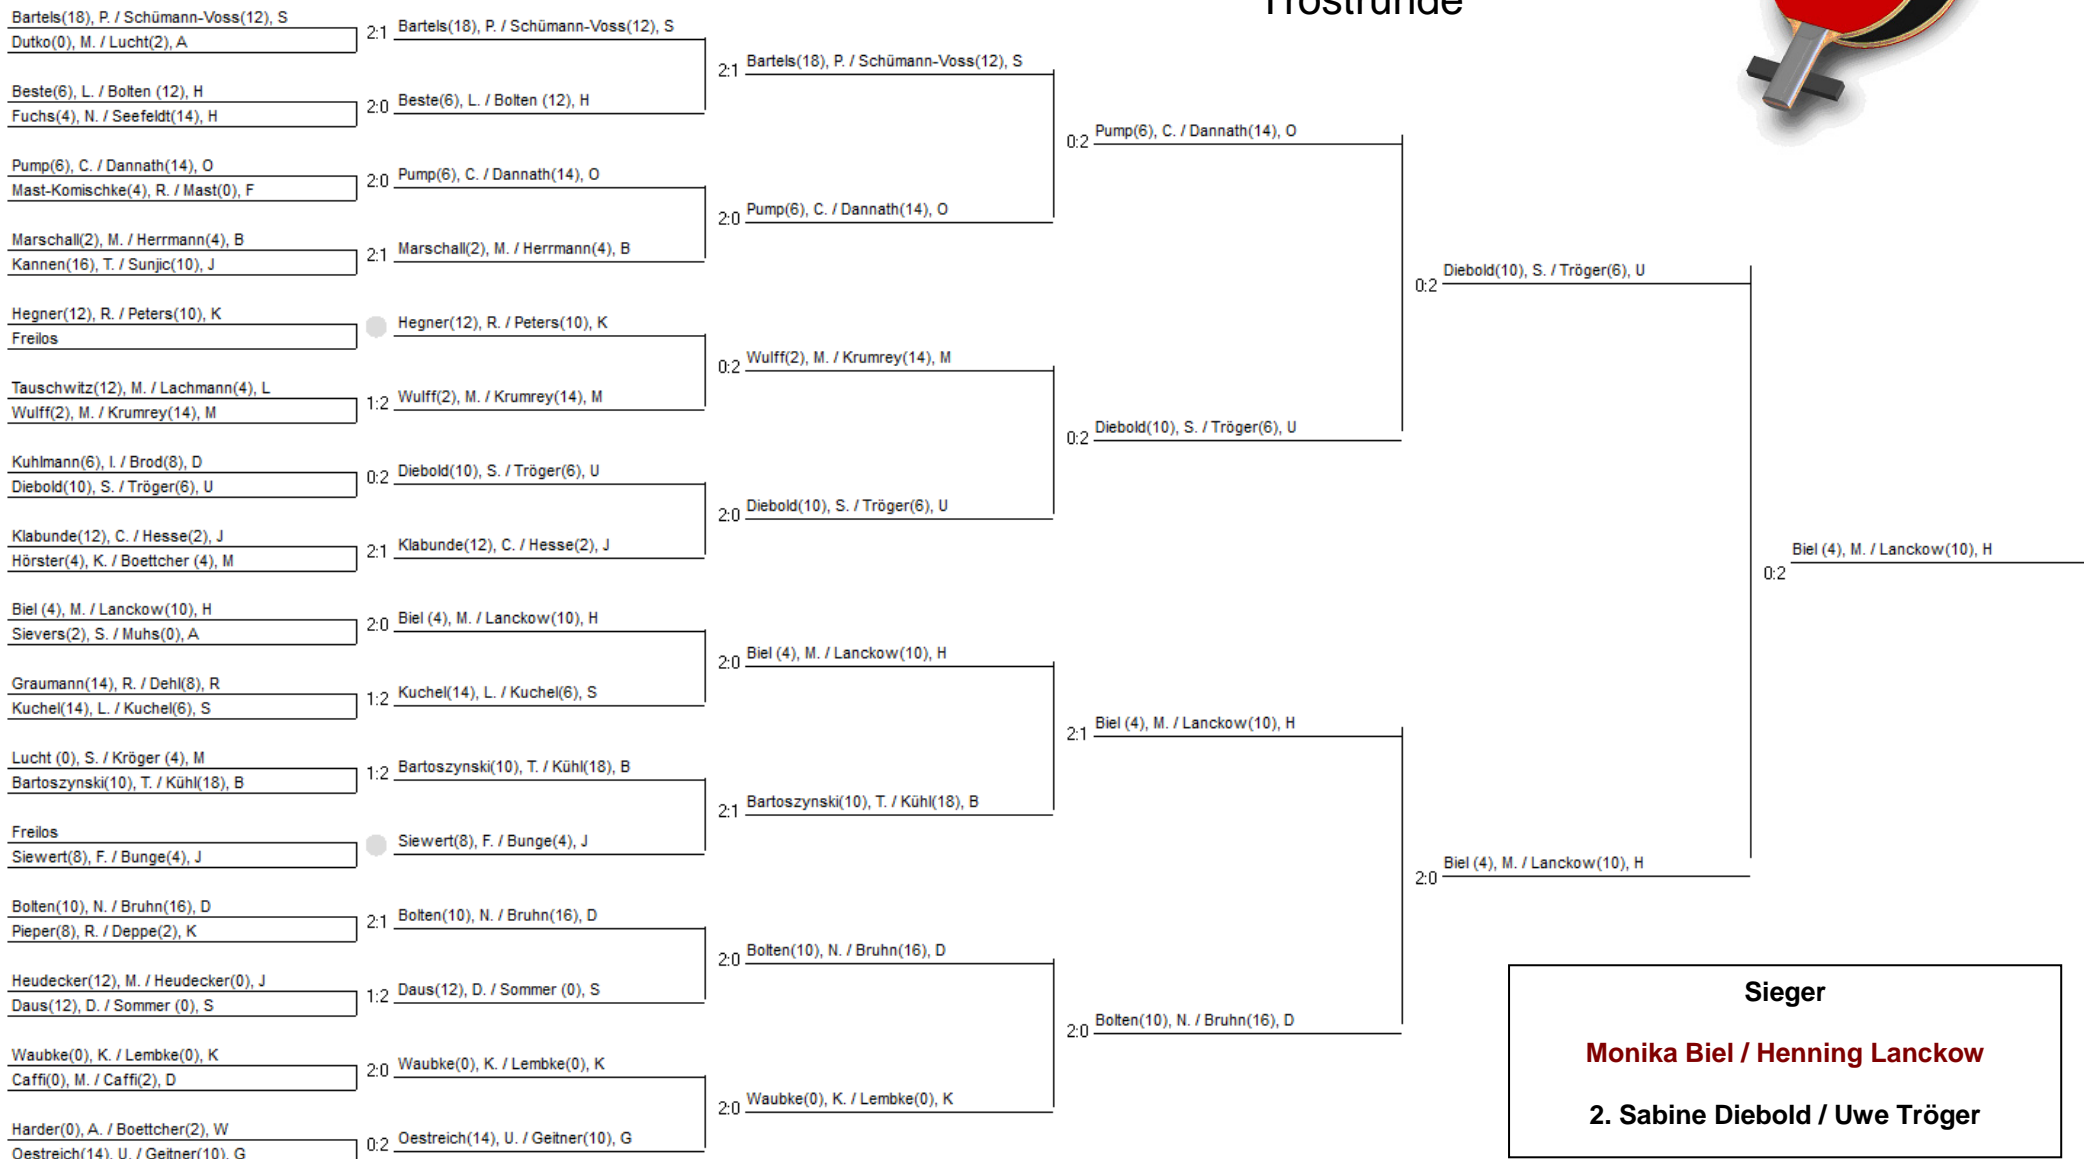 Trostrunde
Bartels(18), P. / Schümann-Voss(12), S
Dutko(0), M. / Lucht(2), A
Beste(6), L. / Bolten (12), H
Fuchs(4), N. / Seefeldt(14), H
Pump(6), C. / Dannath(14), O
Mast-Komischke(4), R. / Mast(0), F
Marschall(2), M. / Herrmann(4), B
Kannen(16), T. / Sunjic(10), J
Hegner(12), R. / Peters(10), K
Freilos
Tauschwitz(12), M. / Lachmann(4), L
Wulff(2), M. / Krumrey(14), M
Kuhlmann(6), I. / Brod(8), D
Diebold(10), S. / Tröger(6), U
Klabunde(12), C. / Hesse(2), J
Hörster(4), K. / Boettcher (4), M
Biel (4), M. / Lanckow(10), H
Sievers(2), S. / Muhs(0), A
Graumann(14), R. / Dehl(8), R
Kuchel(14), L. / Kuchel(6), S
Lucht (0), S. / Kröger (4), M
Bartoszynski(10), T. / Kühl(18), B
Freilos
Siewert(8), F. / Bunge(4), J
Bolten(10), N. / Bruhn(16), D
Pieper(8), R. / Deppe(2), K
Heudecker(12), M. / Heudecker(0), J
Daus(12), D. / Sommer (0), S
Waubke(0), K. / Lembke(0), K
Caffi(0), M. / Caffi(2), D
Harder(0), A. / Boettcher(2), W
Oestreich(14), U. / Geitner(10), G
2:1 Bartels(18), P. / Schümann-Voss(12), S
2:0 Beste(6), L. / Bolten (12), H
2:0 Pump(6), C. / Dannath(14), O
2:1 Marschall(2), M. / Herrmann(4), B
Hegner(12), R. / Peters(10), K
1:2 Wulff(2), M. / Krumrey(14), M
0:2 Diebold(10), S. / Tröger(6), U
2:1 Klabunde(12), C. / Hesse(2), J
2:0 Biel (4), M. / Lanckow(10), H
1:2 Kuchel(14), L. / Kuchel(6), S
1:2 Bartoszynski(10), T. / Kühl(18), B
Siewert(8), F. / Bunge(4), J
2:1 Bolten(10), N. / Bruhn(16), D
1:2 Daus(12), D. / Sommer (0), S
2:0 Waubke(0), K. / Lembke(0), K
0:2 Oestreich(14), U. / Geitner(10), G
2:1 Bartels(18), P. / Schümann-Voss(12), S
2:0 Pump(6), C. / Dannath(14), O
0:2 Wulff(2), M. / Krumrey(14), M
2:0 Diebold(10), S. / Tröger(6), U
2:0 Biel (4), M. / Lanckow(10), H
2:1 Bartoszynski(10), T. / Kühl(18), B
2:0 Bolten(10), N. / Bruhn(16), D
2:0 Waubke(0), K. / Lembke(0), K
0:2 Pump(6), C. / Dannath(14), O
0:2 Diebold(10), S. / Tröger(6), U
2:1 Biel (4), M. / Lanckow(10), H
2:0 Bolten(10), N. / Bruhn(16), D
0:2 Diebold(10), S. / Tröger(6), U
2:0 Biel (4), M. / Lanckow(10), H
0:2 Biel (4), M. / Lanckow(10), H
Sieger
Monika Biel / Henning Lanckow
2. Sabine Diebold / Uwe Tröger